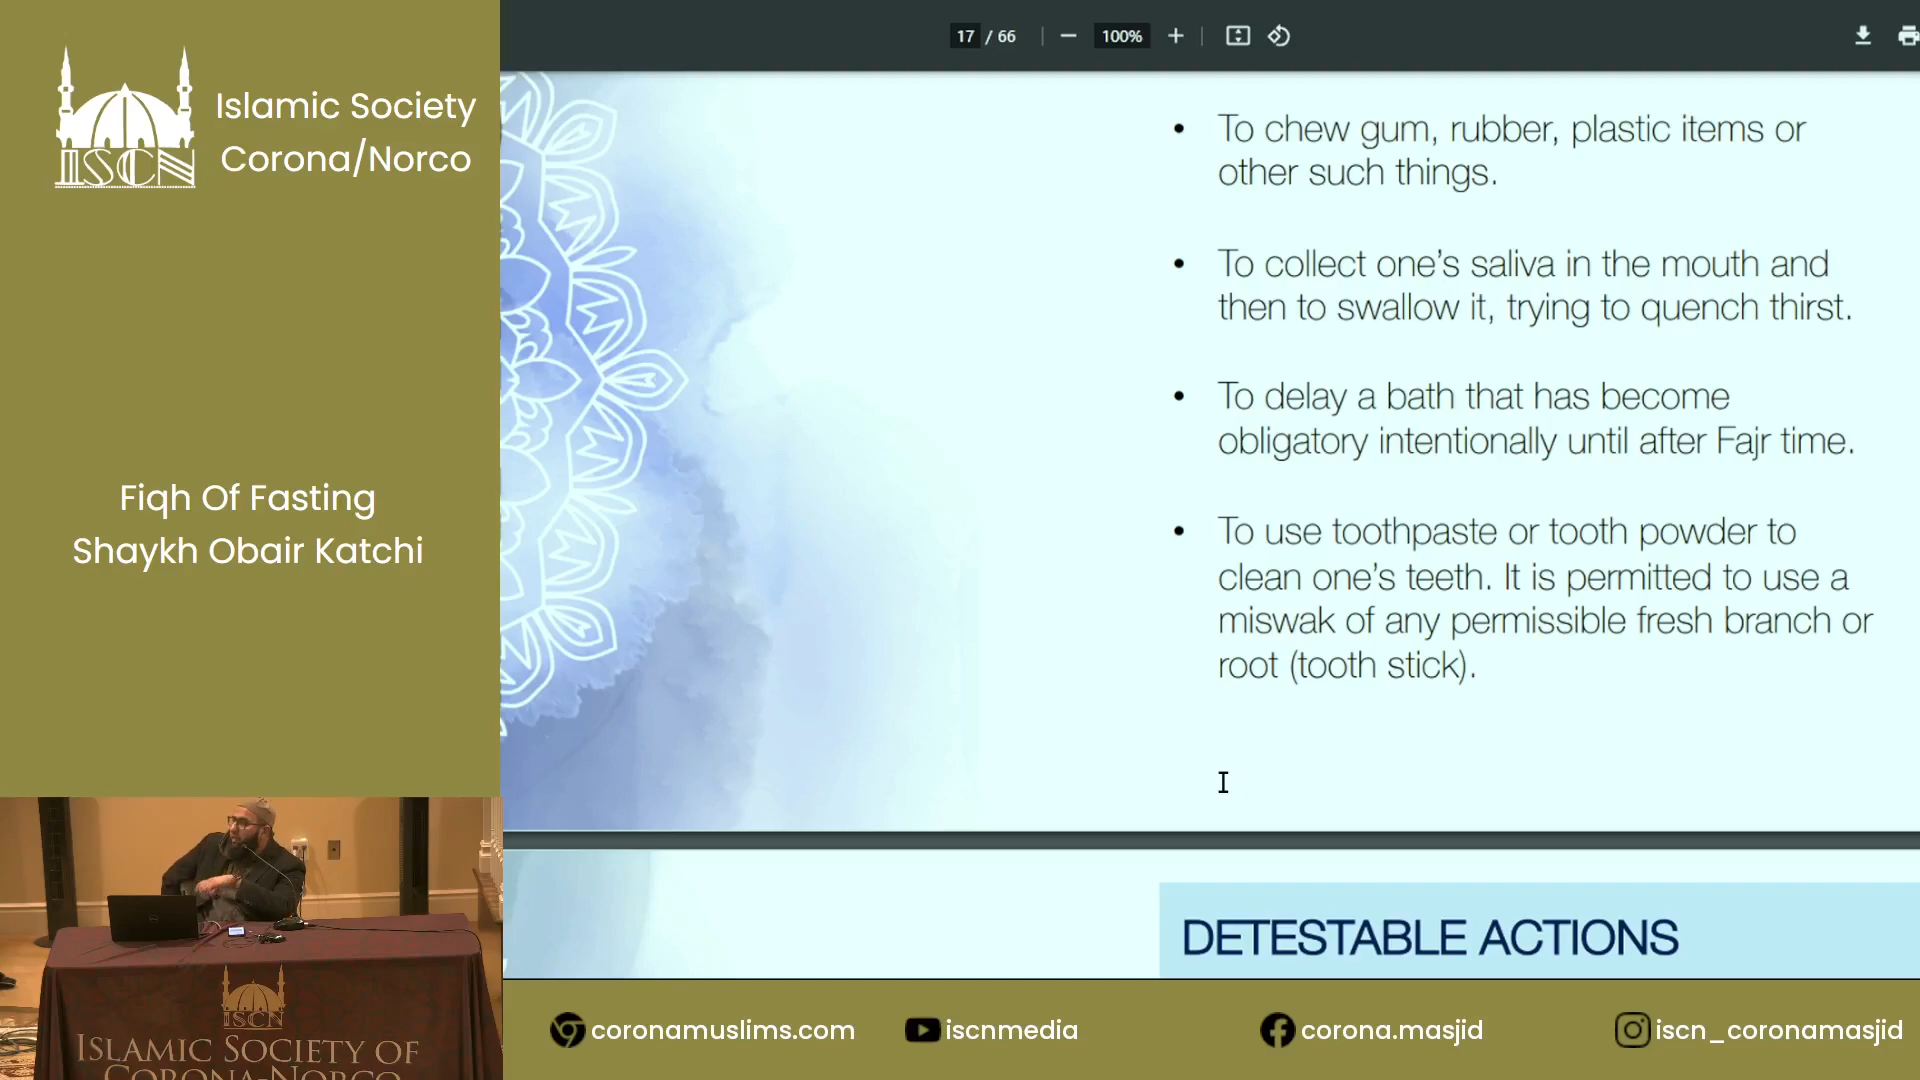 ISCN
Islamic Society
Corona/Norco
Fiqh Of Fasting
Shaykh Obair Katchi
17 / 66
100%
• To chew gum, rubber, plastic items or
other such things.
• To collect one's saliva in the mouth and
then to swallow it, trying to quench thirst.
• To delay a bath that has become
obligatory intentionally until after Fajr time.
• To use toothpaste or tooth powder to
clean one's teeth. It is permitted to use a
miswak of any permissible fresh branch or
root (tooth stick).
DETESTABLE ACTIONS
ISCN
ISLAMIC SOCIETY OF
CORONA-NORCO
coronamuslims.com
iscnmedia
corona.masjid
iscn_coronamasjid